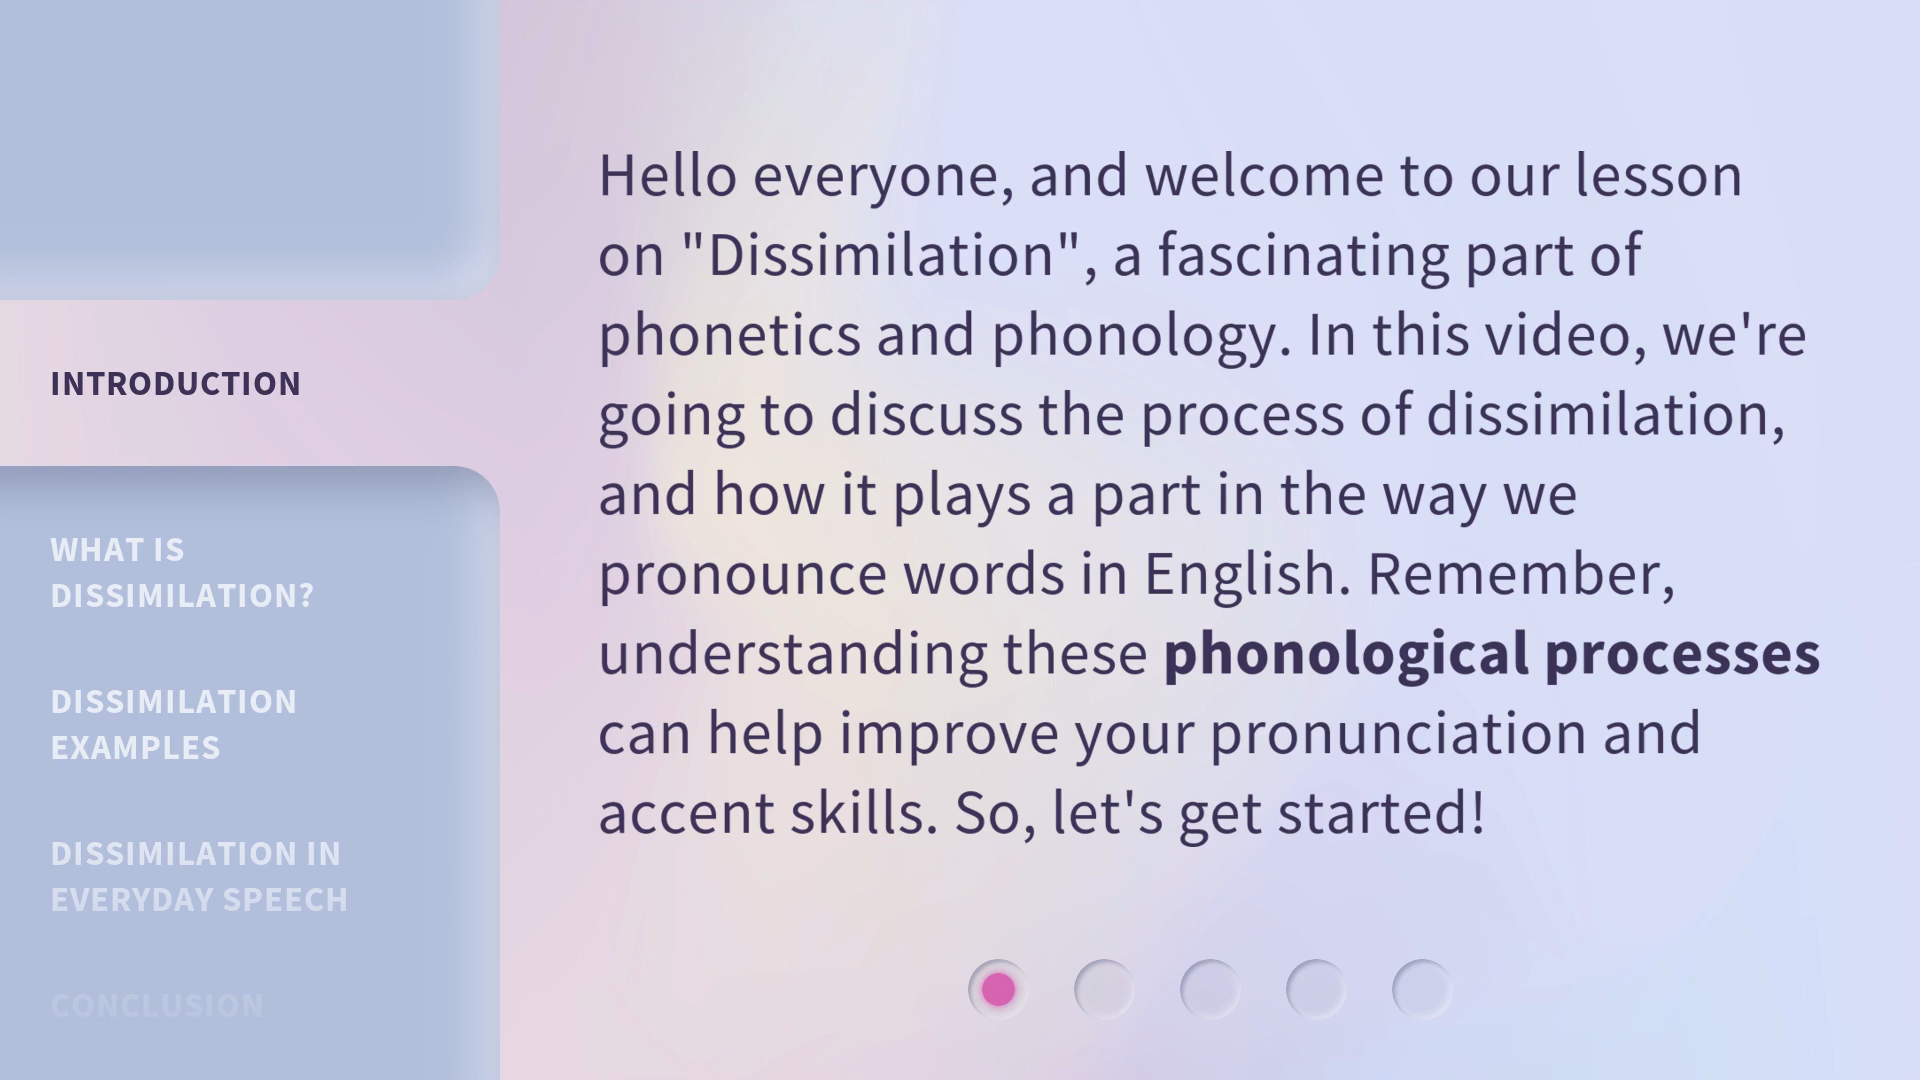 INTRODUCTION
WHAT IS
DISSIMILATION?
DISSIMILATION
EXAMPLES
DISSIMILATION IN
EVERYDAY SPEECH
CONCLUSION
Hello everyone, and welcome to our lesson
on "Dissimilation", a fascinating part of
phonetics and phonology. In this video, we're
going to discuss the process of dissimilation,
and how it plays a part in the way we
pronounce words in English. Remember,
understanding these phonological processes
can help improve your pronunciation and
accent skills. So, let's get started!